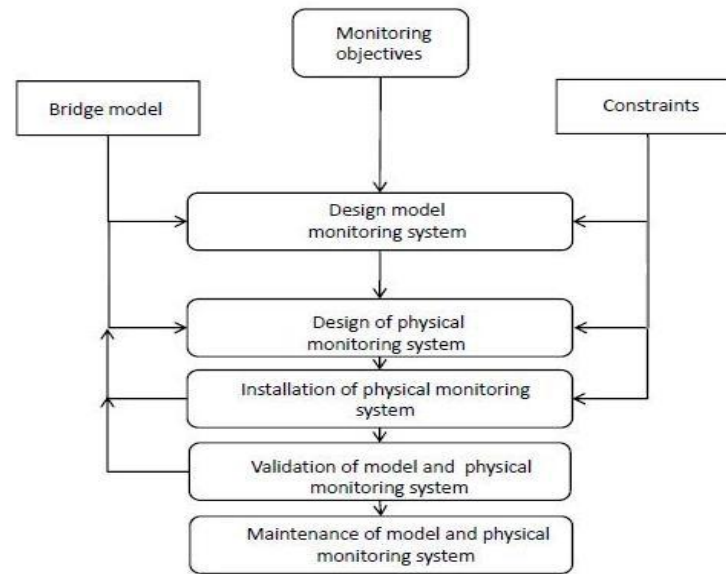 Monitoring
objectives
Bridge model
Constraints
Design model
monitoring system
Design of physical
monitoring system
Installation of physical monitoring
system
Validation of model and physical
monitoring system
Maintenance of model and physical
monitoring system